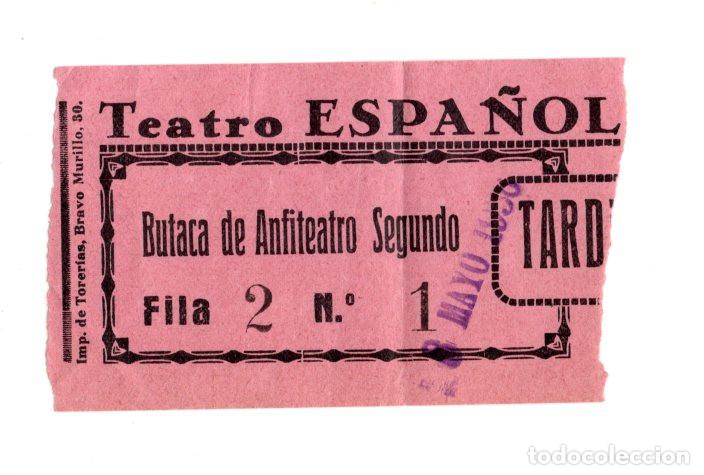 Imp. de Torerías, Bravo Murillo, 30.
Teatro ESPAÑOL
Butaca de Anfiteatro Segundo
TARD
Fila 2 N.º 1
MAYO
todocoleccion